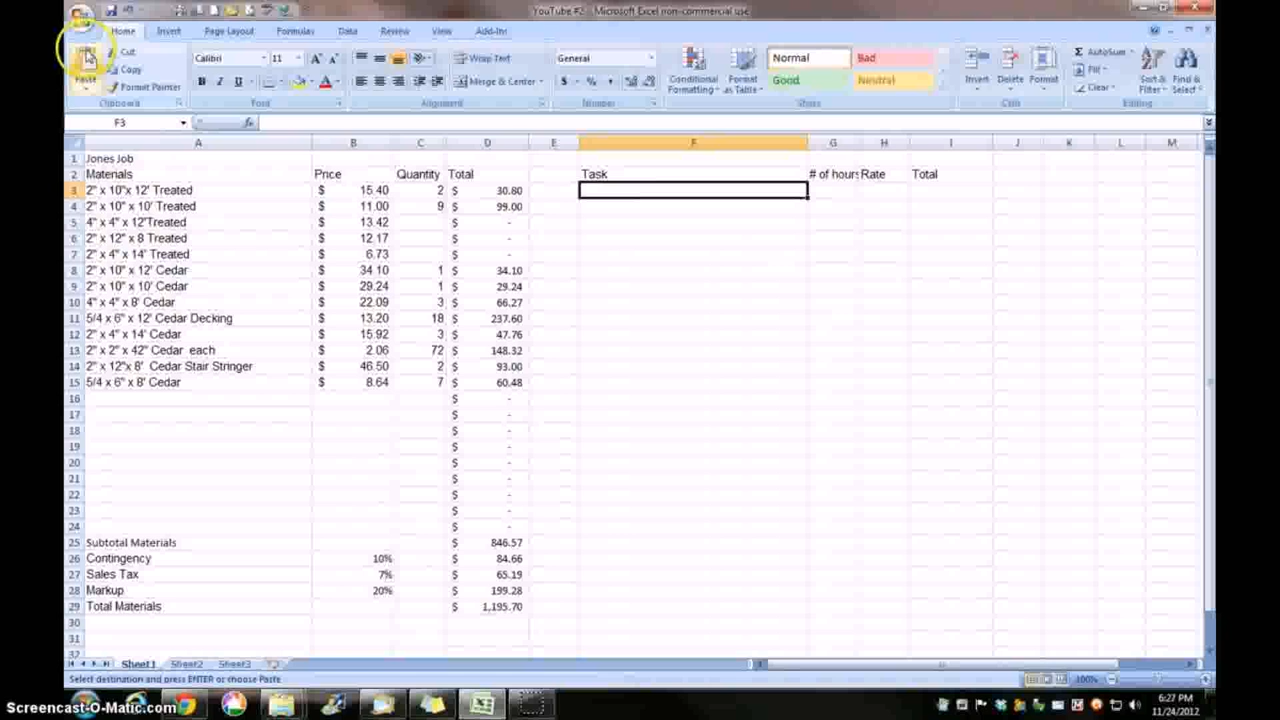 YouTube #2 - Microsoft Excel non-commercial use
Home Insert Page Layout Formulas Data Review View Add-Ins
Paste Cut Copy Format Painter Clipboard
Calibri 11 B I U Font
Wrap Text Merge & Center Alignment
General $ % , Number
Conditional Formatting Format as Table Normal Bad Good Neutral Styles
Insert Delete Format Cells
Σ AutoSum Fill Clear Sort & Filter Find & Select Editing
F3 fx
A B C D E F G H I J K L M
1 Jones Job
2 Materials Price Quantity Total Task # of hours Rate Total
3 2" x 10"x 12' Treated $ 15.40 2 $ 30.80
4 2" x 10" x 10' Treated $ 11.00 9 $ 99.00
5 4" x 4" x 12'Treated $ 13.42 $ -
6 2" x 12" x 8 Treated $ 12.17 $ -
7 2" x 4" x 14' Treated $ 6.73 $ -
8 2" x 10" x 12' Cedar $ 34.10 1 $ 34.10
9 2" x 10" x 10' Cedar $ 29.24 1 $ 29.24
10 4" x 4" x 8' Cedar $ 22.09 3 $ 66.27
11 5/4 x 6" x 12' Cedar Decking $ 13.20 18 $ 237.60
12 2" x 4" x 14' Cedar $ 15.92 3 $ 47.76
13 2" x 2" x 42" Cedar each $ 2.06 72 $ 148.32
14 2" x 12"x 8' Cedar Stair Stringer $ 46.50 2 $ 93.00
15 5/4 x 6" x 8' Cedar $ 8.64 7 $ 60.48
16 $ -
17 $ -
18 $ -
19 $ -
20 $ -
21 $ -
22 $ -
23 $ -
24 $ -
25 Subtotal Materials $ 846.57
26 Contingency 10% $ 84.66
27 Sales Tax 7% $ 65.19
28 Markup 20% $ 199.28
29 Total Materials $ 1,195.70
30
31
32
Sheet1 Sheet2 Sheet3
Select destination and press ENTER or choose Paste 100%
6:27 PM
11/24/2012
Screencast-O-Matic.com